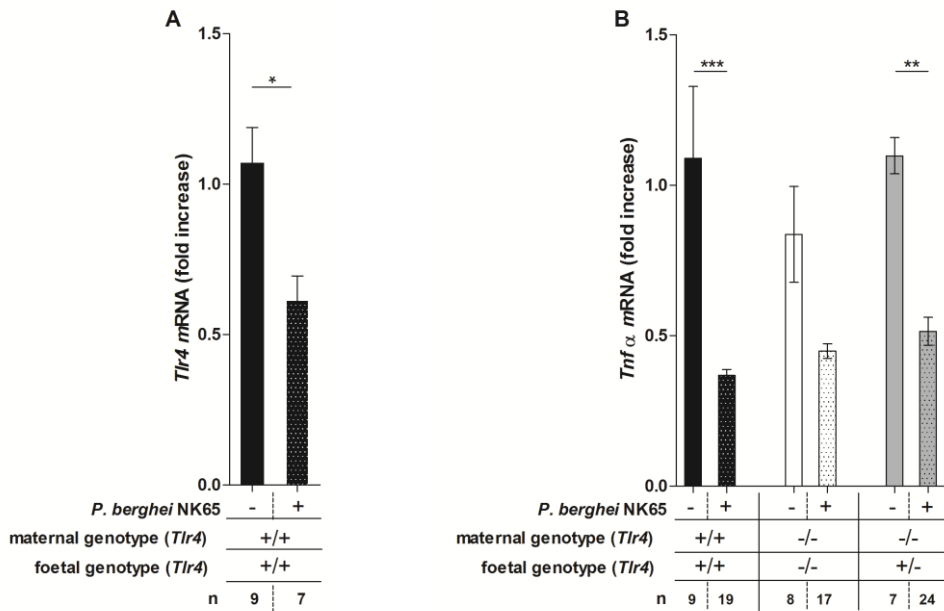 A
B
1.5
1.0
0.5
0.0
Tlr4 mRNA (fold increase)
*
1.5
1.0
0.5
0.0
Tnf α mRNA (fold increase)
***
**
P. berghei NK65 - +
maternal genotype (Tlr4) +/+
foetal genotype (Tlr4) +/+
n 9 7
P. berghei NK65 - + - + - +
maternal genotype (Tlr4) +/+ -/- -/-
foetal genotype (Tlr4) +/+ -/- +/-
n 9 19 8 17 7 24